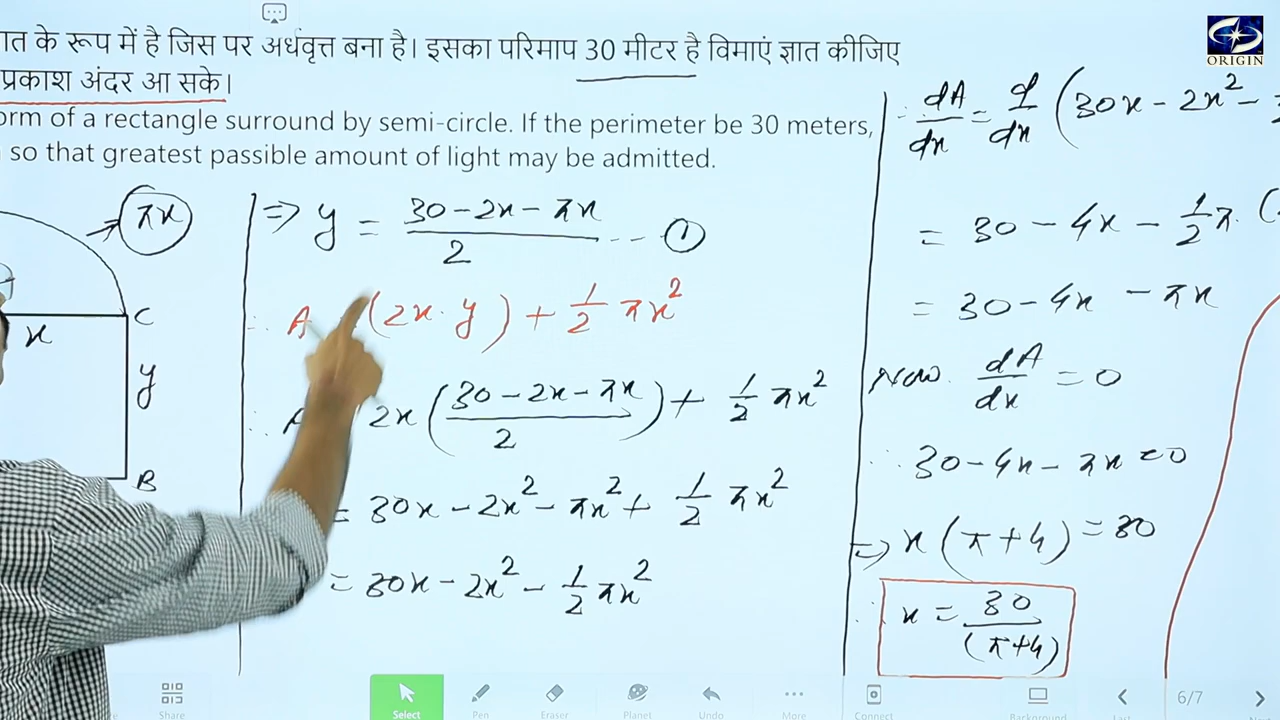 ात के रूप में है जिस पर अर्धवृत्त बना है। इसका परिमाप 30 मीटर है विमाएं ज्ञात कीजिए
प्रकाश अंदर आ सके।
orm of a rectangle surround by semi-circle. If the perimeter be 30 meters,
so that greatest passible amount of light may be admitted.
ORIGIN
πx
x
C
y
B
⇒ y = (30-2x-πx)/2 --- ①
∴ A (2x·y) + 1/2 πx²
∴ 2x ((30-2x-πx)/2) + 1/2 πx²
= 30x - 2x² - πx² + 1/2 πx²
= 30x - 2x² - 1/2 πx²
∴ dA/dx = d/dx (30x - 2x² -
= 30 - 4x - 1/2 π. (
= 30 - 4x - πx
Now dA/dx = 0
∴ 30-4x-πx=0
⇒ x(π+4) = 30
∴ x = 30/(π+4)
Share
Select
Pen
Eraser
Planet
Undo
More
Connect
Background
6/7